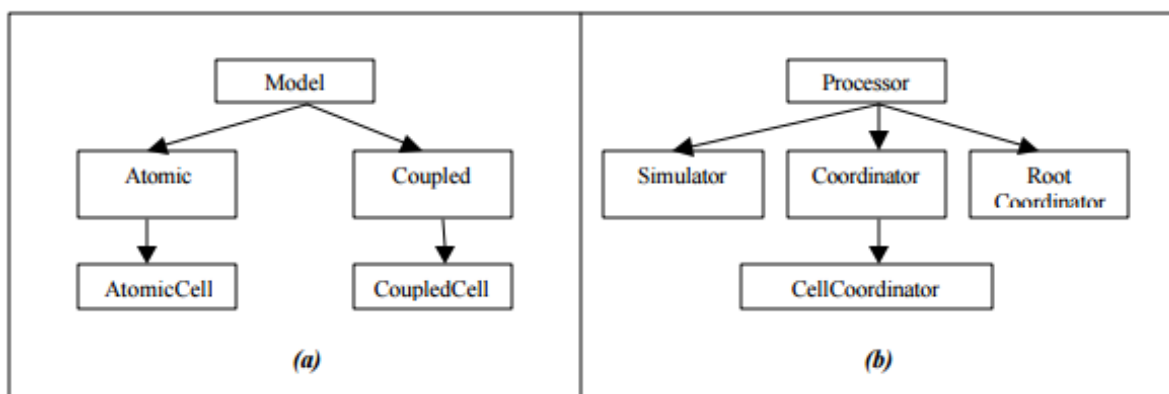 Model
Atomic
Coupled
AtomicCell
CoupledCell
(a)
Processor
Simulator
Coordinator
Root
Coordinator
CellCoordinator
(b)